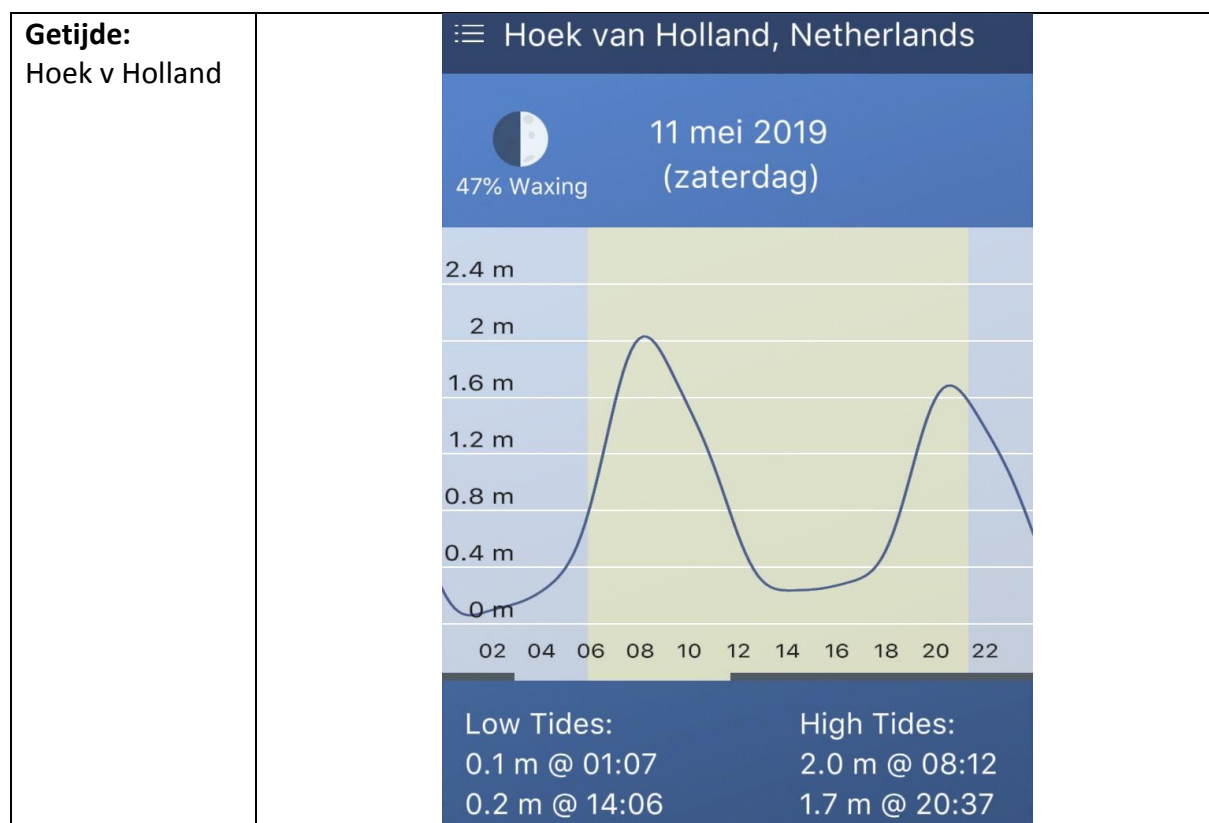 Getijde:
Hoek v Holland
Hoek van Holland, Netherlands
11 mei 2019
(zaterdag)
47% Waxing
2.4 m
2 m
1.6 m
1.2 m
0.8 m
0.4 m
0 m
02 04 06 08 10 12 14 16 18 20 22
Low Tides:
0.1 m @ 01:07
0.2 m @ 14:06
High Tides:
2.0 m @ 08:12
1.7 m @ 20:37